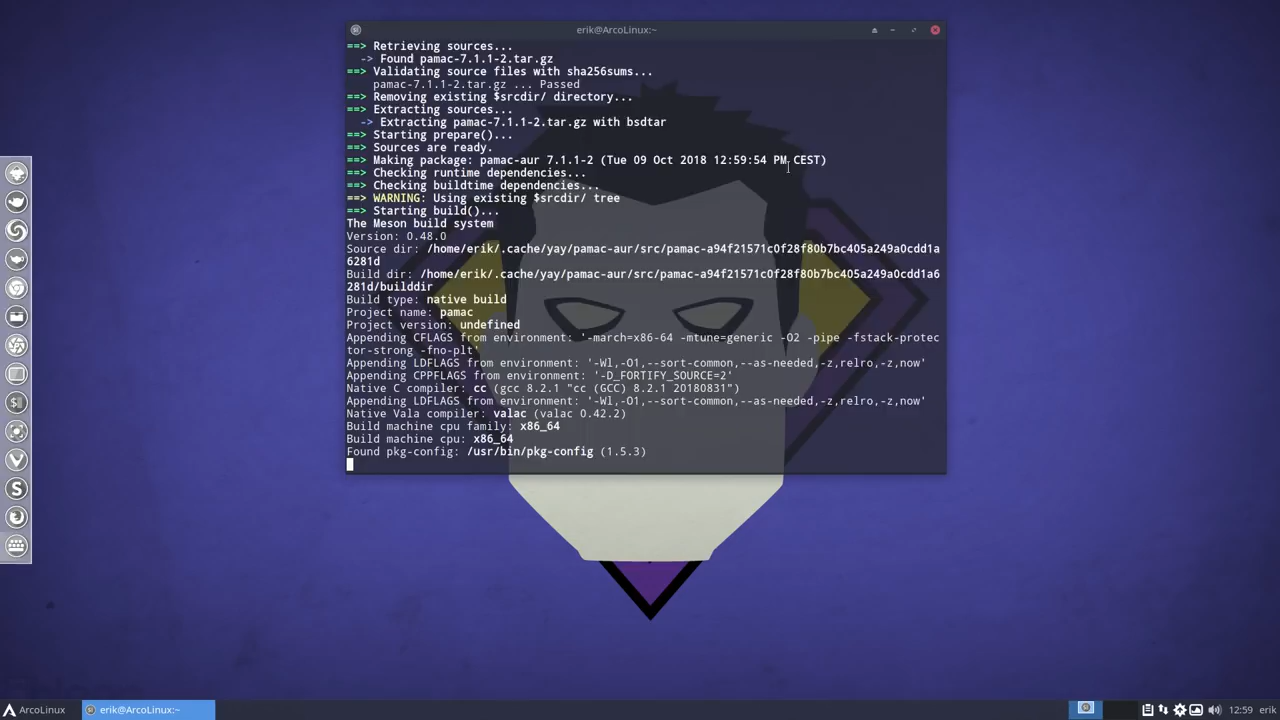 erik@ArcoLinux:~
==> Retrieving sources...
-> Found pamac-7.1.1-2.tar.gz
==> Validating source files with sha256sums...
pamac-7.1.1-2.tar.gz ... Passed
==> Removing existing $srcdir/ directory...
==> Extracting sources...
-> Extracting pamac-7.1.1-2.tar.gz with bsdtar
==> Starting prepare()...
==> Sources are ready.
==> Making package: pamac-aur 7.1.1-2 (Tue 09 Oct 2018 12:59:54 PM CEST)
==> Checking runtime dependencies...
==> Checking buildtime dependencies...
==> WARNING: Using existing $srcdir/ tree
==> Starting build()...
The Meson build system
Version: 0.48.0
Source dir: /home/erik/.cache/yay/pamac-aur/src/pamac-a94f21571c0f28f80b7bc405a249a0cdd1a
6281d
Build dir: /home/erik/.cache/yay/pamac-aur/src/pamac-a94f21571c0f28f80b7bc405a249a0cdd1a6
281d/builddir
Build type: native build
Project name: pamac
Project version: undefined
Appending CFLAGS from environment: '-march=x86-64 -mtune=generic -O2 -pipe -fstack-protec
tor-strong -fno-plt'
Appending LDFLAGS from environment: '-Wl,-O1,--sort-common,--as-needed,-z,relro,-z,now'
Appending CPPFLAGS from environment: '-D_FORTIFY_SOURCE=2'
Native C compiler: cc (gcc 8.2.1 "cc (GCC) 8.2.1 20180831")
Appending LDFLAGS from environment: '-Wl,-O1,--sort-common,--as-needed,-z,relro,-z,now'
Native Vala compiler: valac (valac 0.42.2)
Build machine cpu family: x86_64
Build machine cpu: x86_64
Found pkg-config: /usr/bin/pkg-config (1.5.3)
ArcoLinux
erik@ArcoLinux:~
12:59
erik